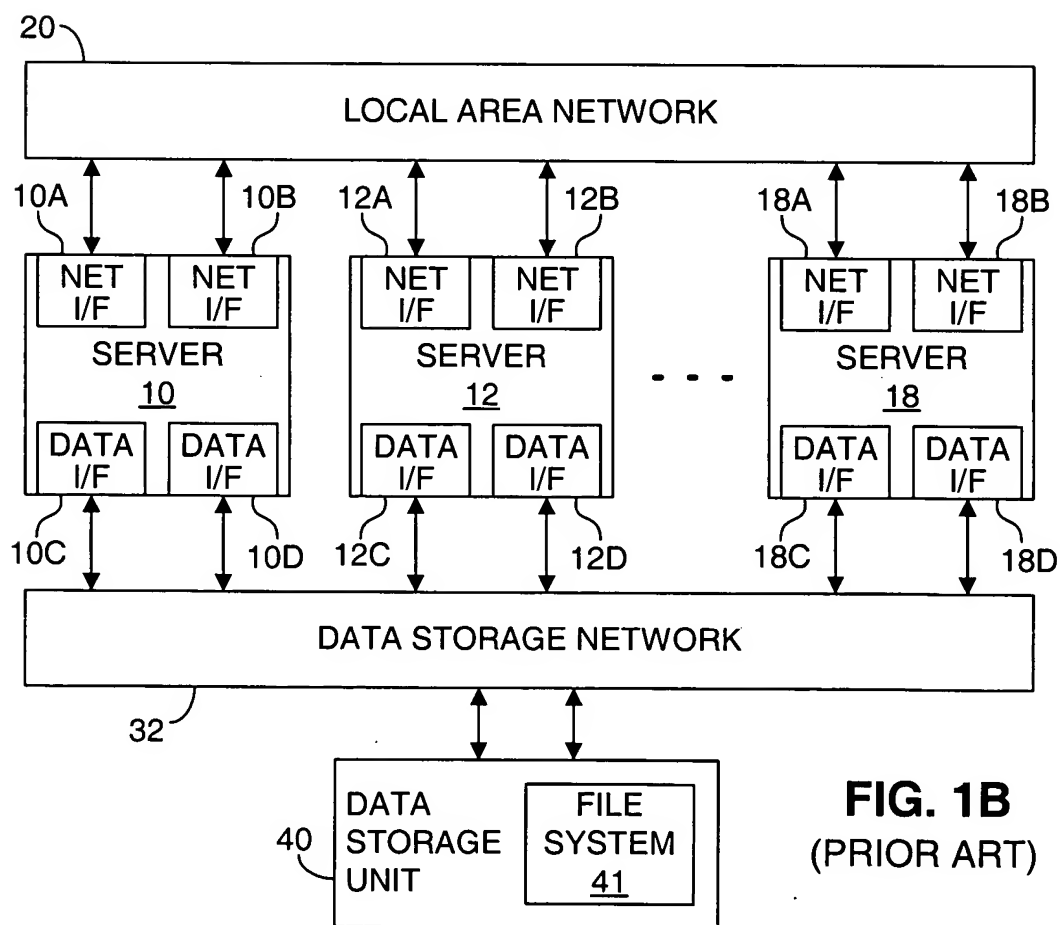 20
LOCAL AREA NETWORK
10A
10B
12A
12B
18A
18B
NET I/F
NET I/F
NET I/F
NET I/F
NET I/F
NET I/F
SERVER
10
SERVER
12
SERVER
18
DATA I/F
DATA I/F
DATA I/F
DATA I/F
DATA I/F
DATA I/F
10C
10D
12C
12D
18C
18D
DATA STORAGE NETWORK
32
DATA
STORAGE
UNIT
40
FILE
SYSTEM
41
FIG. 1B
(PRIOR ART)